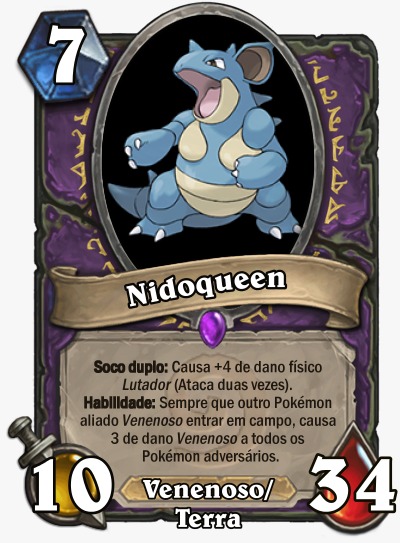 7
Nidoqueen
Soco duplo: Causa +4 de dano físico
Lutador (Ataca duas vezes).
Habilidade: Sempre que outro Pokémon
aliado Venenoso entrar em campo, causa
3 de dano Venenoso a todos os
Pokémon adversários.
10
Venenoso/
Terra
34